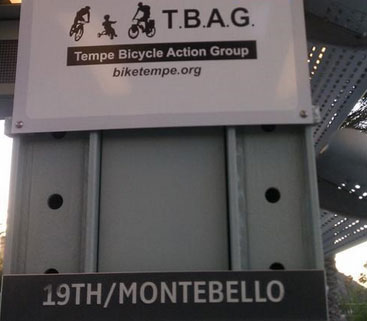 T.B.A.G.
Tempe Bicycle Action Group
biketempe.org
19TH/MONTEBELLO